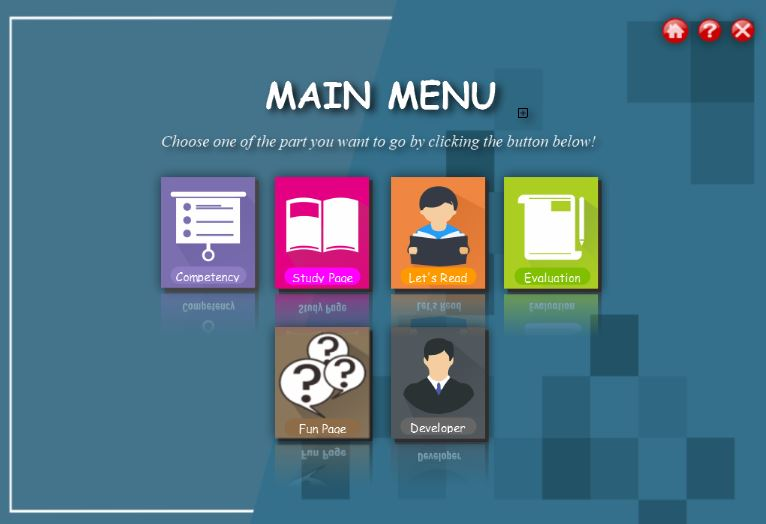 MAIN MENU
Choose one of the part you want to go by clicking the button below!
Competency
Study Page
Let's Read
Evaluation
Fun Page
Developer